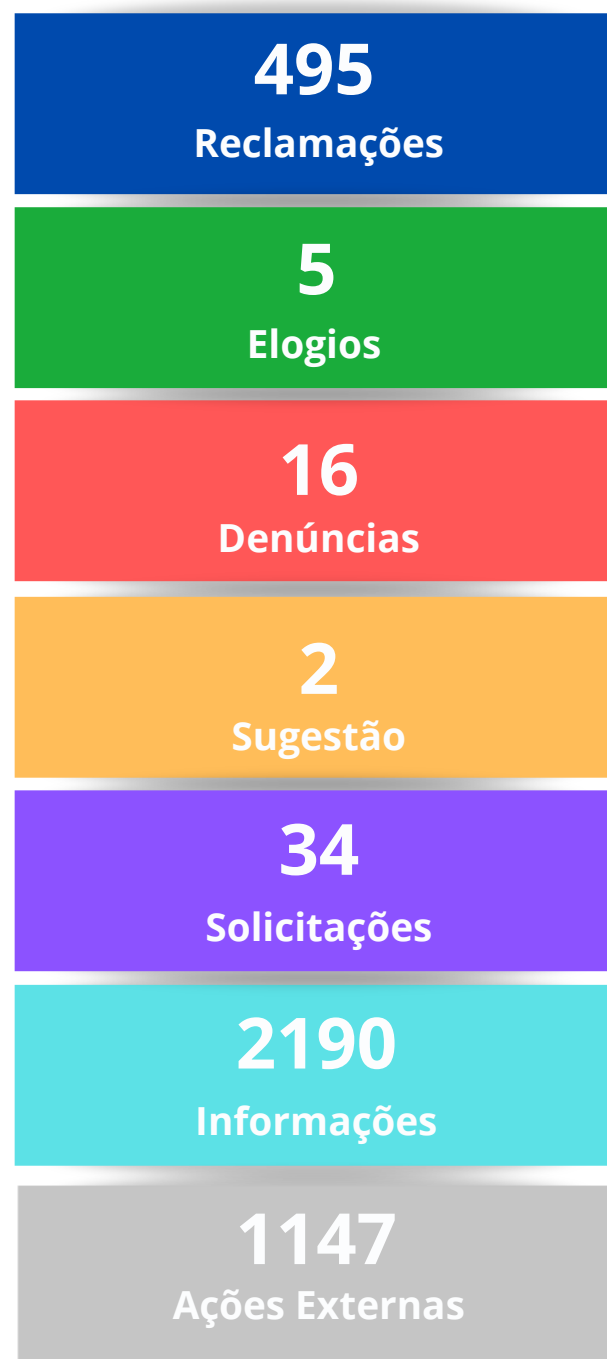 495
Reclamações
5
Elogios
16
Denúncias
2
Sugestão
34
Solicitações
2190
Informações
1147
Ações Externas